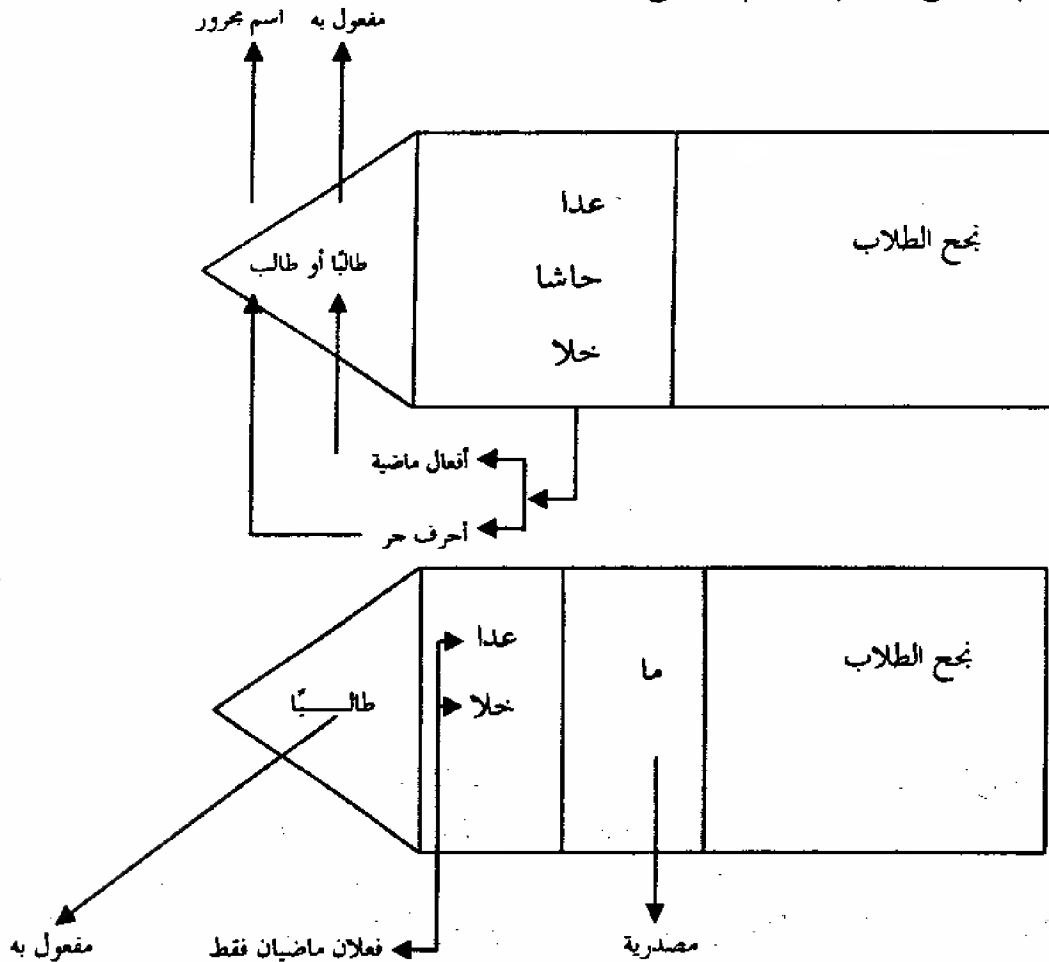 مفعول به
اسم مجرور
نجح الطلاب
عدا
حاشا
خلا
طالبًا أو طالب
أفعال ماضية
أحرف جر
نجح الطلاب
ما
عدا
خلا
طالـــبًا
مصدرية
فعلان ماضيان فقط
مفعول به